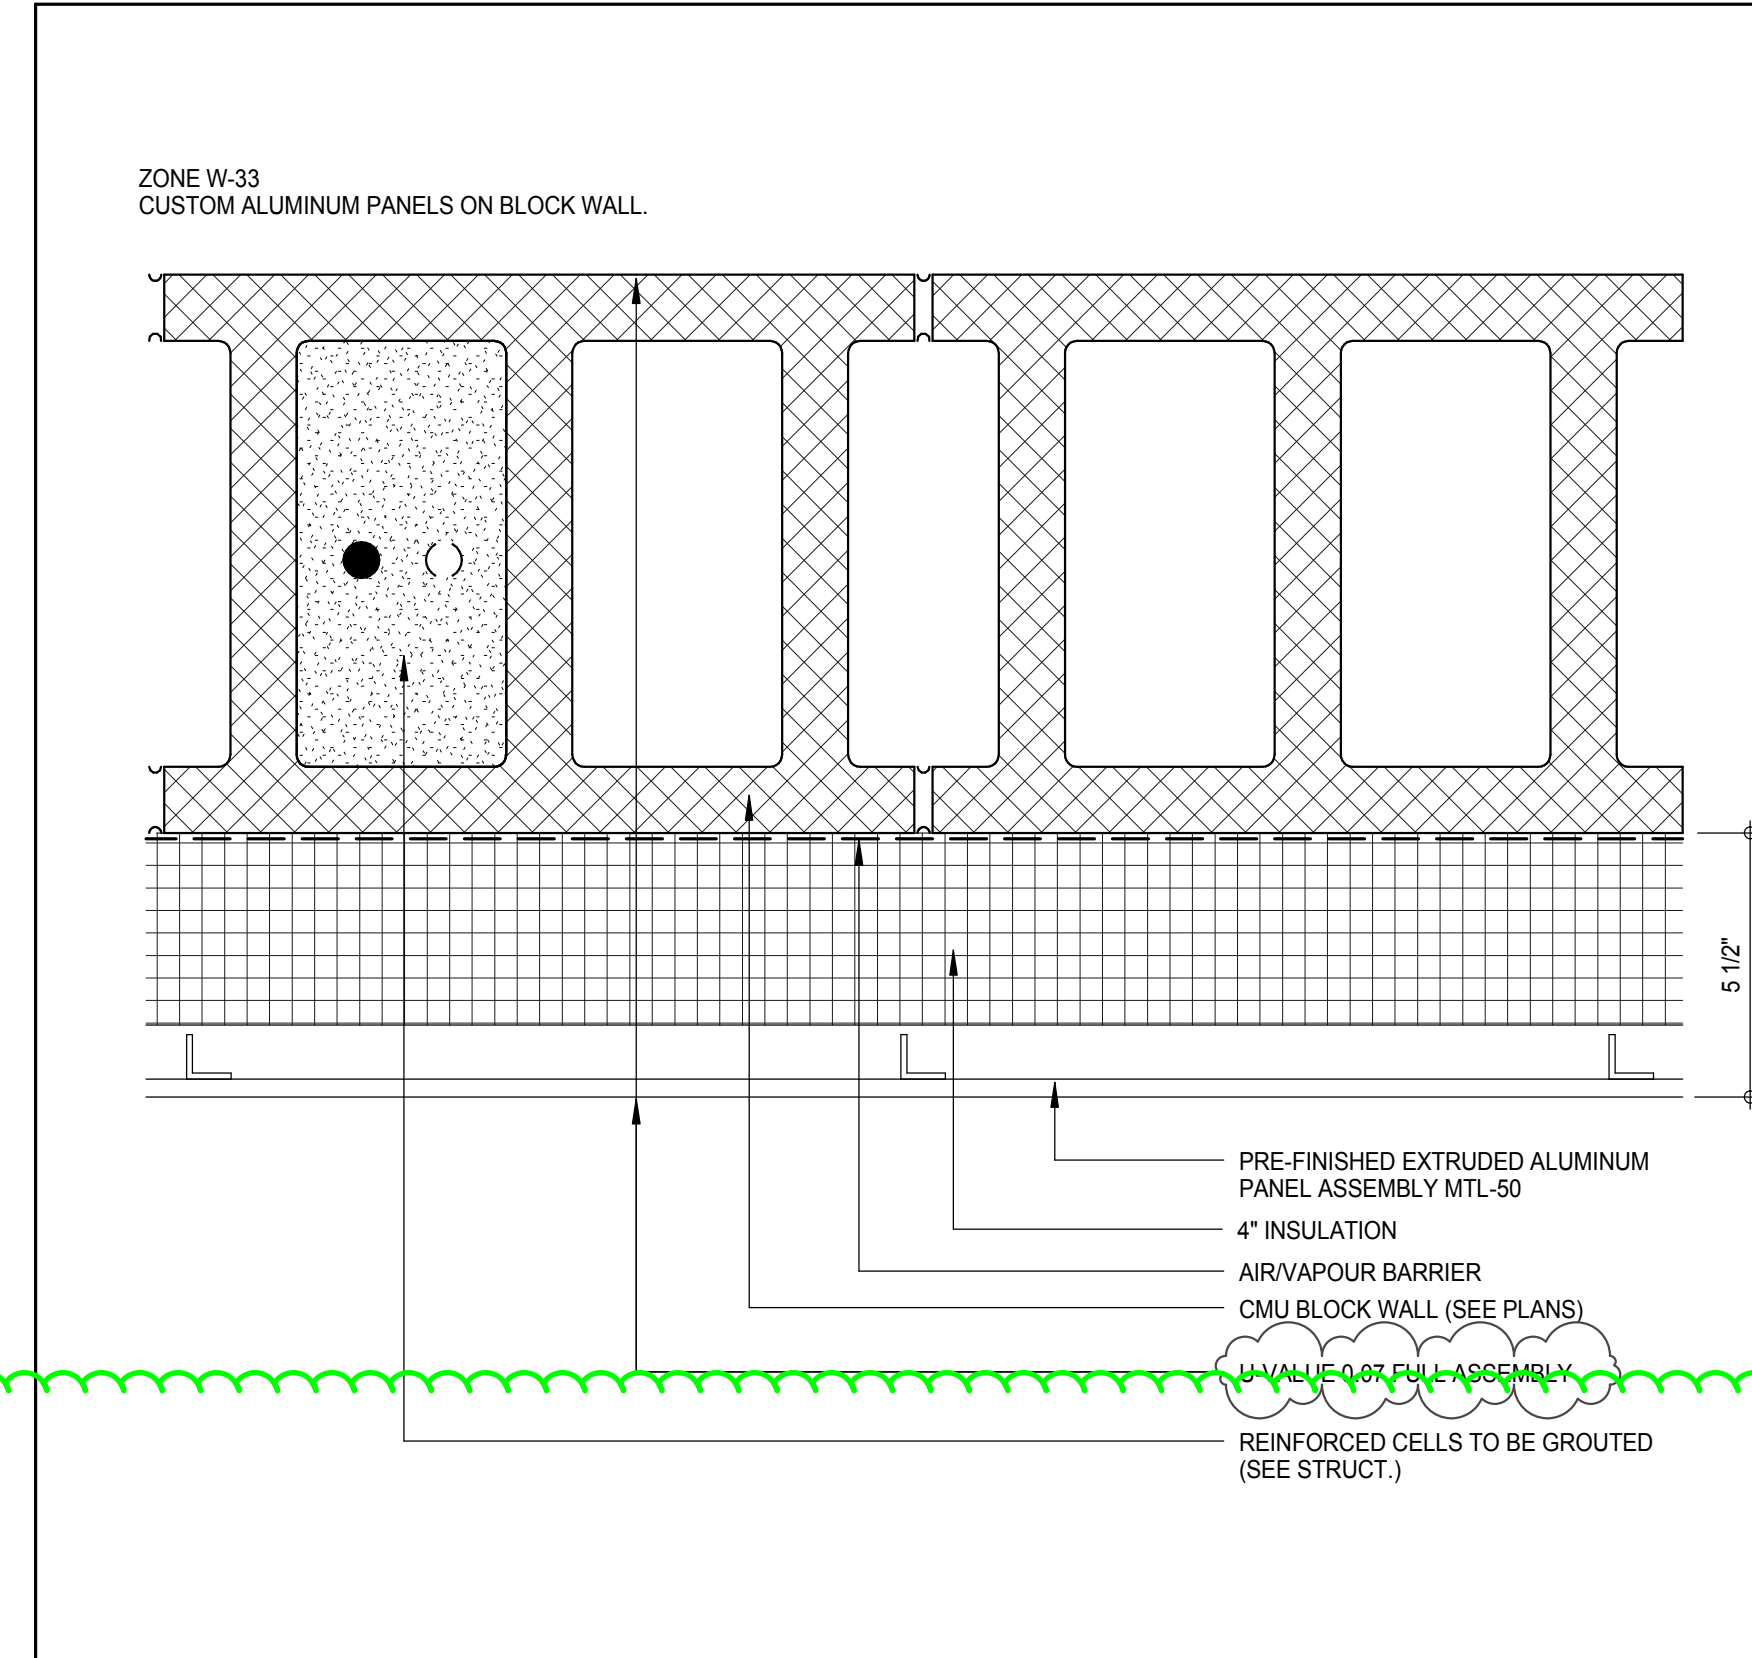 ZONE W-33
CUSTOM ALUMINUM PANELS ON BLOCK WALL.
5 1/2"
PRE-FINISHED EXTRUDED ALUMINUM
PANEL ASSEMBLY MTL-50
4" INSULATION
AIR/VAPOUR BARRIER
CMU BLOCK WALL (SEE PLANS)
U-VALUE 0.07 FULL ASSEMBLY
REINFORCED CELLS TO BE GROUTED
(SEE STRUCT.)